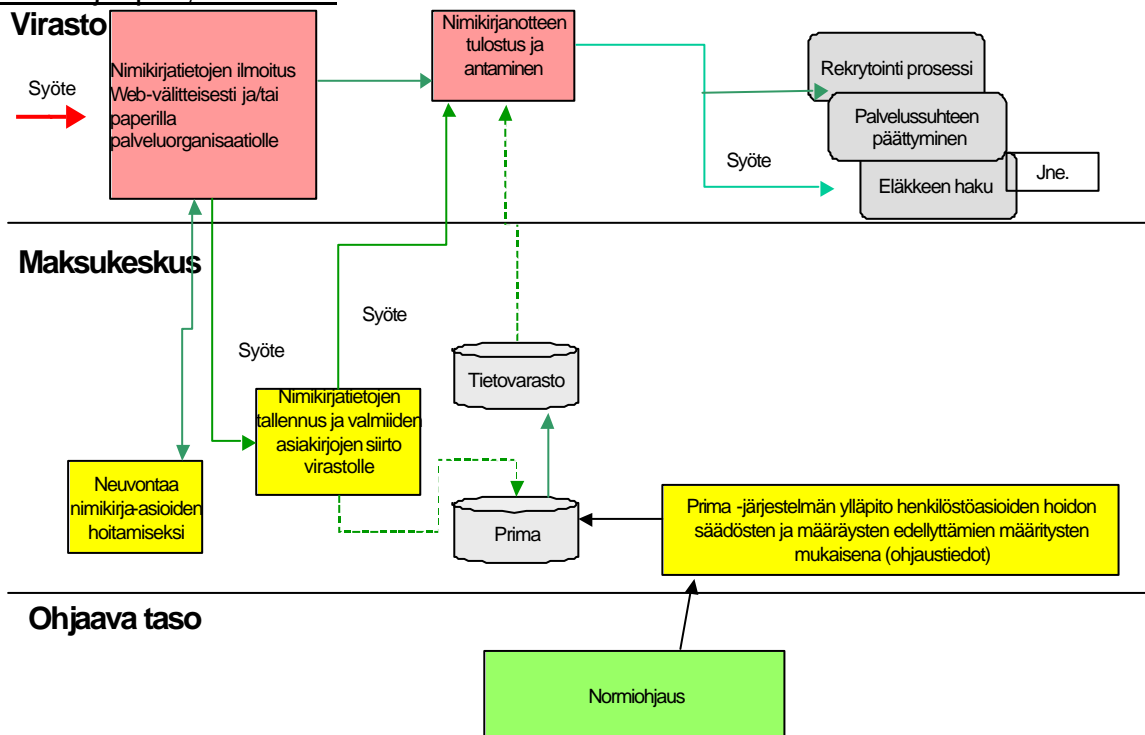 Virasto
Syöte
Nimikirjatietojen ilmoitus
Web-välitteisesti ja/tai
paperilla
palveluorganisaatiolle
Nimikirjanotteen
tulostus ja
antaminen
Rekrytointi prosessi
Palvelussuhteen
päättyminen
Syöte
Eläkkeen haku
Jne.
Maksukeskus
Syöte
Syöte
Tietovarasto
Nimikirjatietojen
tallennus ja valmiiden
asiakirjojen siirto
virastolle
Neuvontaa
nimikirja-asioiden
hoitamiseksi
Prima
Prima -järjestelmän ylläpito henkilöstöasioiden hoidon
säädösten ja määräysten edellyttämien määritysten
mukaisena (ohjaustiedot)
Ohjaava taso
Normiohjaus